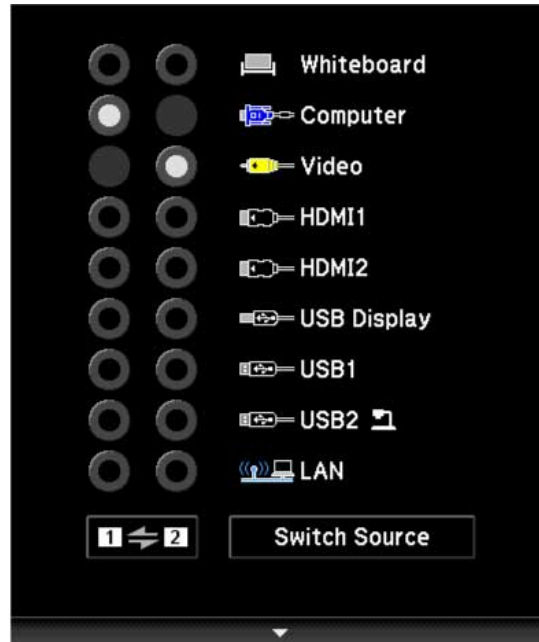 Whiteboard
Computer
Video
HDMI1
HDMI2
USB Display
USB1
USB2
LAN
1 2 Switch Source